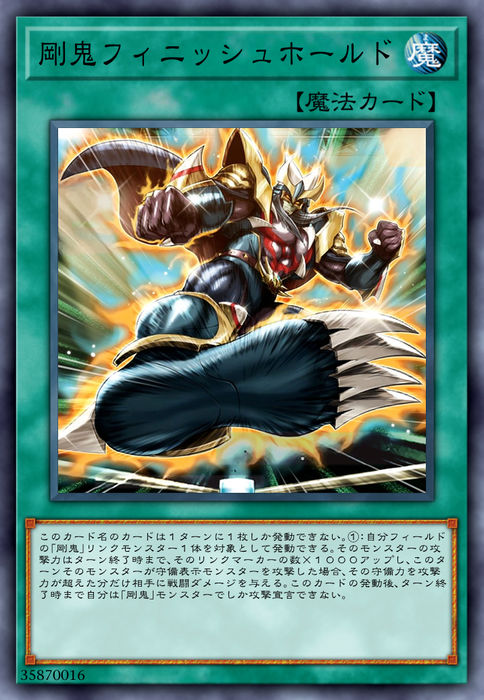 剛鬼フィニッシュホールド 魔
【魔法カード】
このカード名のカードは1ターンに1枚しか発動できない。①:自分フィールド
の「剛鬼」リンクモンスター1体を対象として発動できる。そのモンスターの攻
撃力はターン終了時まで、そのリンクマーカーの数×1000アップし、このタ
ーンそのモンスターが守備表示モンスターを攻撃した場合、その守備力を攻撃
力が超えた分だけ相手に戦闘ダメージを与える。このカードの発動後、ターン終
了時まで自分は「剛鬼」モンスターでしか攻撃宣言できない。
35870016